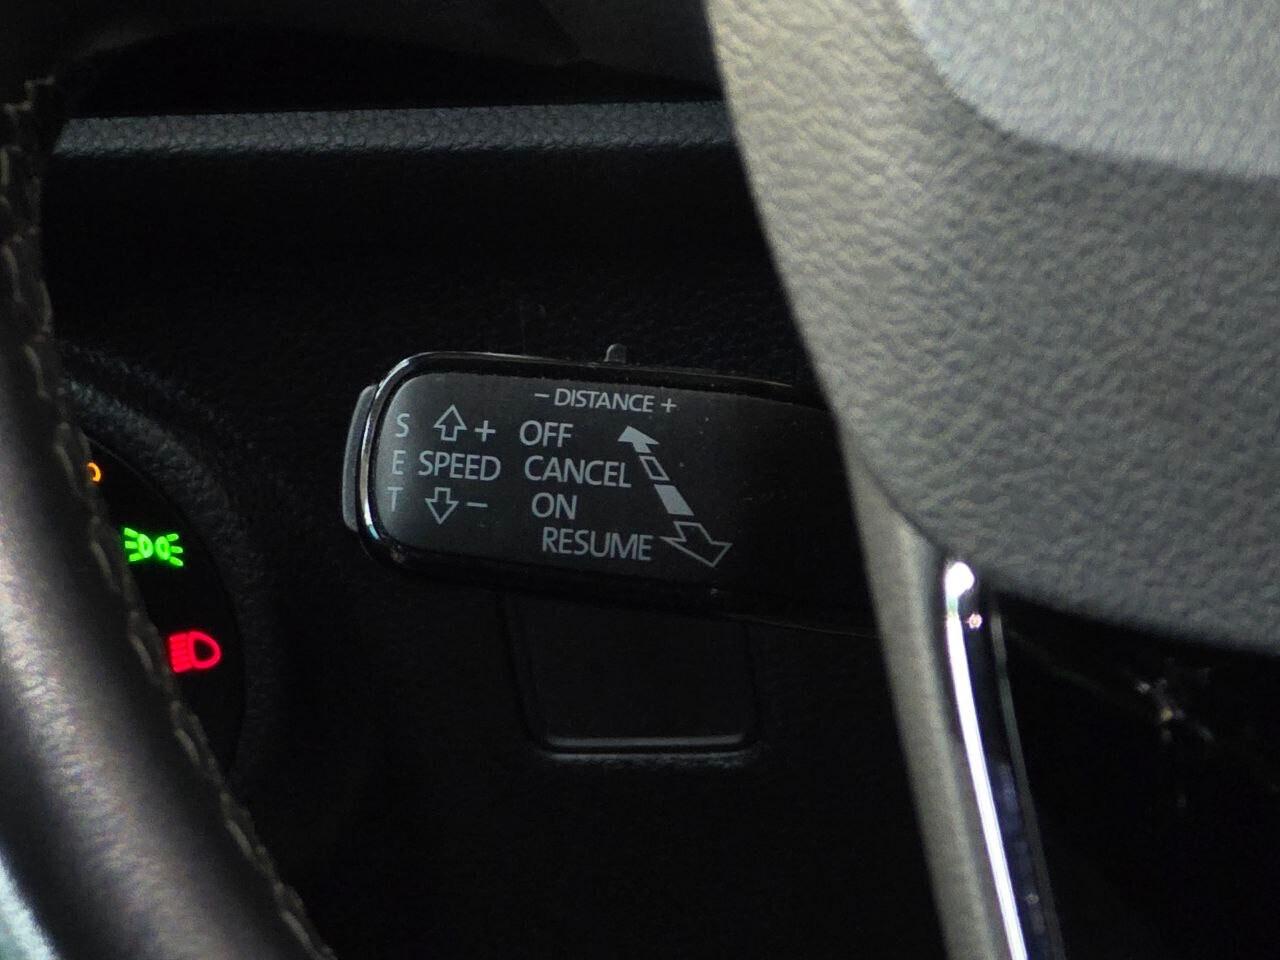 – DISTANCE +
S + OFF
E SPEED CANCEL
T – ON
RESUME